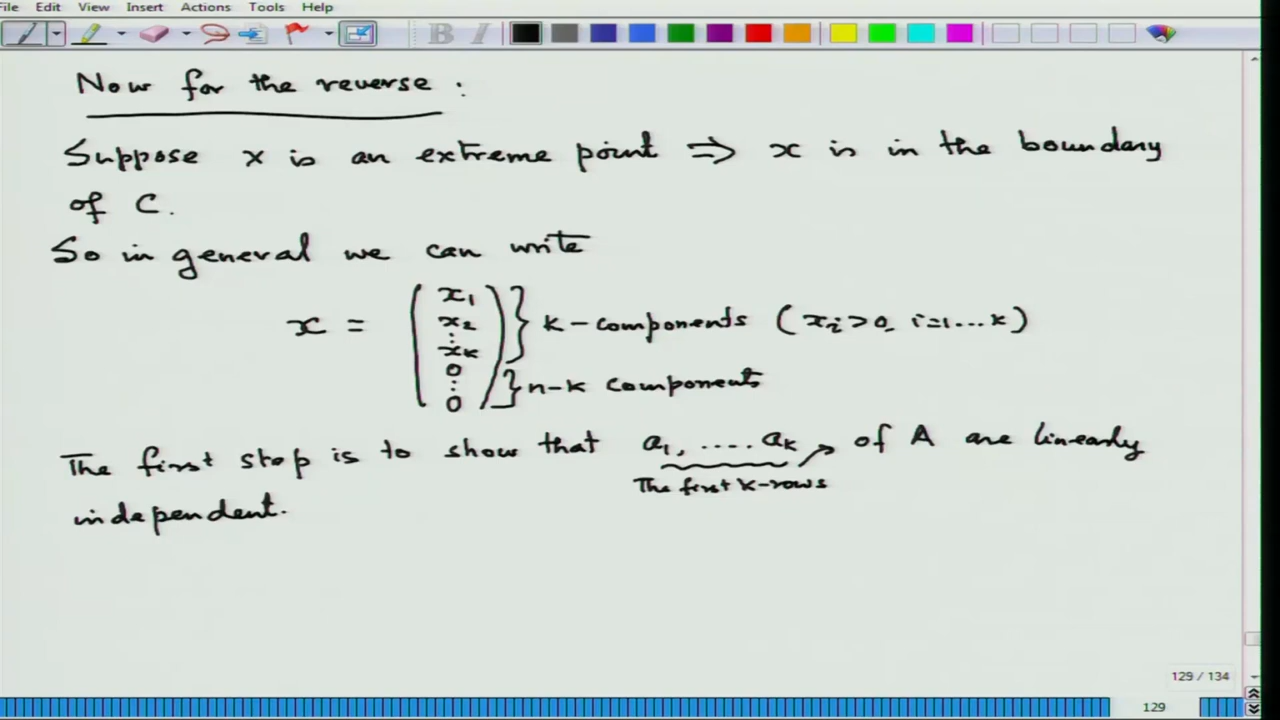 File Edit View Insert Actions Tools Help
B I
Now for the reverse :
Suppose x is an extreme point ⇒ x is in the boundary
of C.
So in general we can write
x = ( x1 x2 ⋮ xk 0 ⋮ 0 ) } k-components (xi>0, i=1...k)
} n-k components
The first step is to show that a1, .... ak of A are linearly
The first k-rows
independent.
129 / 134
129